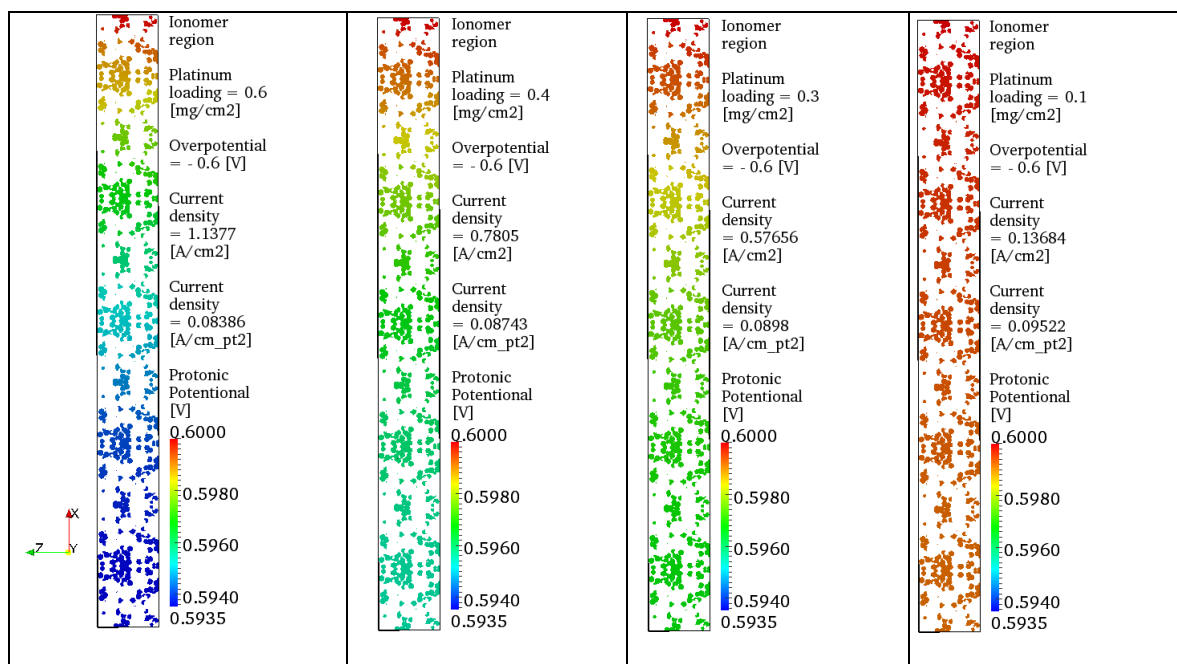 Ionomer
region
Platinum
loading = 0.6
[mg/cm2]
Overpotential
= - 0.6 [V]
Current
density
= 1.1377
[A/cm2]
Current
density
= 0.08386
[A/cm_pt2]
Protonic
Potentional
[V]
0.6000
0.5980
0.5960
0.5940
0.5935
X
Z
Y
Ionomer
region
Platinum
loading = 0.4
[mg/cm2]
Overpotential
= - 0.6 [V]
Current
density
= 0.7805
[A/cm2]
Current
density
= 0.08743
[A/cm_pt2]
Protonic
Potentional
[V]
0.6000
0.5980
0.5960
0.5940
0.5935
Ionomer
region
Platinum
loading = 0.3
[mg/cm2]
Overpotential
= - 0.6 [V]
Current
density
= 0.57656
[A/cm2]
Current
density
= 0.0898
[A/cm_pt2]
Protonic
Potentional
[V]
0.6000
0.5980
0.5960
0.5940
0.5935
Ionomer
region
Platinum
loading = 0.1
[mg/cm2]
Overpotential
= - 0.6 [V]
Current
density
= 0.13684
[A/cm2]
Current
density
= 0.09522
[A/cm_pt2]
Protonic
Potentional
[V]
0.6000
0.5980
0.5960
0.5940
0.5935